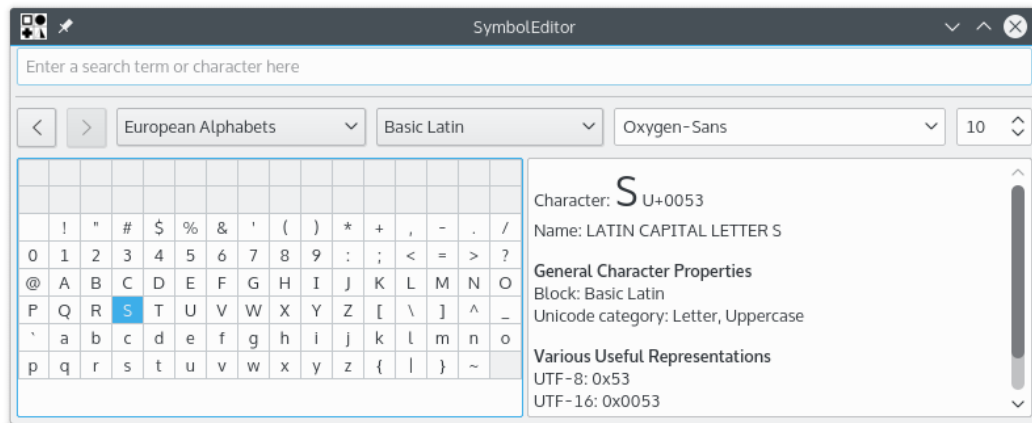 SymbolEditor
Enter a search term or character here
European Alphabets
Basic Latin
Oxygen-Sans
10
! " # $ % & ' ( ) * + , - . /
0 1 2 3 4 5 6 7 8 9 : ; < = > ?
@ A B C D E F G H I J K L M N O
P Q R S T U V W X Y Z [ \ ] ^ _
` a b c d e f g h i j k l m n o
p q r s t u v w x y z { | } ~
Character: S U+0053
Name: LATIN CAPITAL LETTER S
General Character Properties
Block: Basic Latin
Unicode category: Letter, Uppercase
Various Useful Representations
UTF-8: 0x53
UTF-16: 0x0053